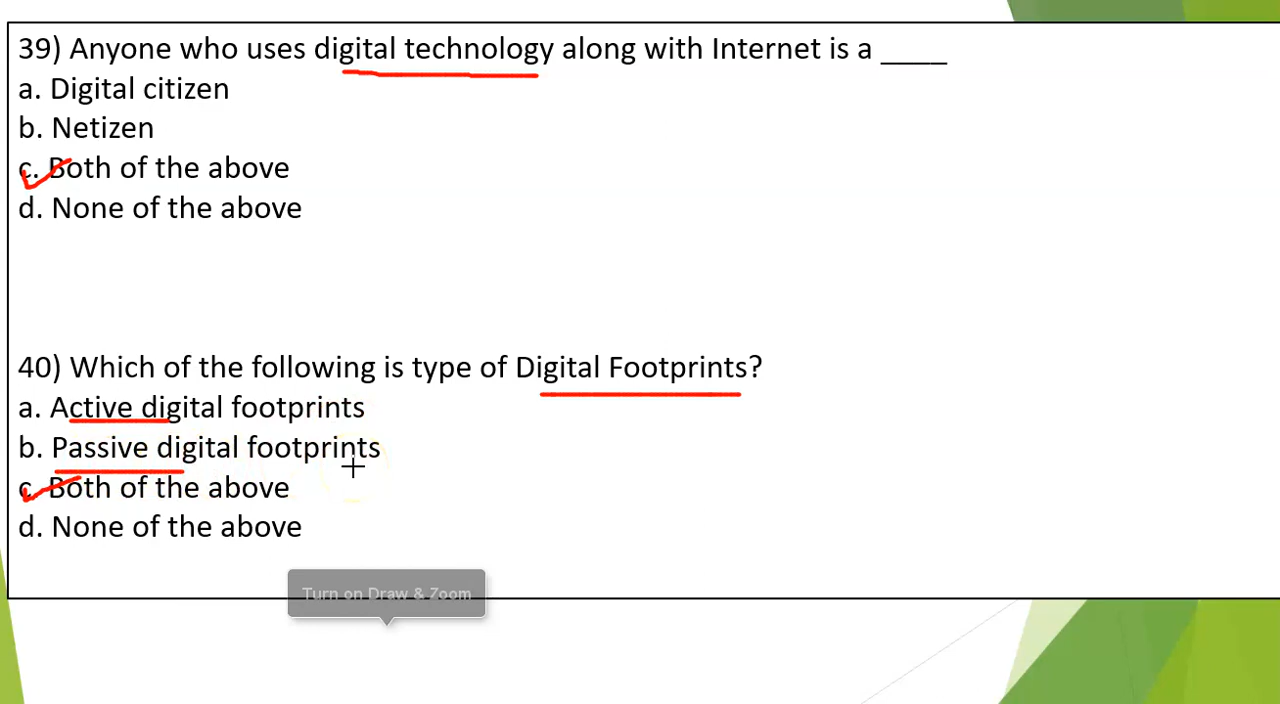 39) Anyone who uses digital technology along with Internet is a ____
a. Digital citizen
b. Netizen
c. Both of the above
d. None of the above
40) Which of the following is type of Digital Footprints?
a. Active digital footprints
b. Passive digital footprints
c. Both of the above
d. None of the above
Turn on Draw & Zoom